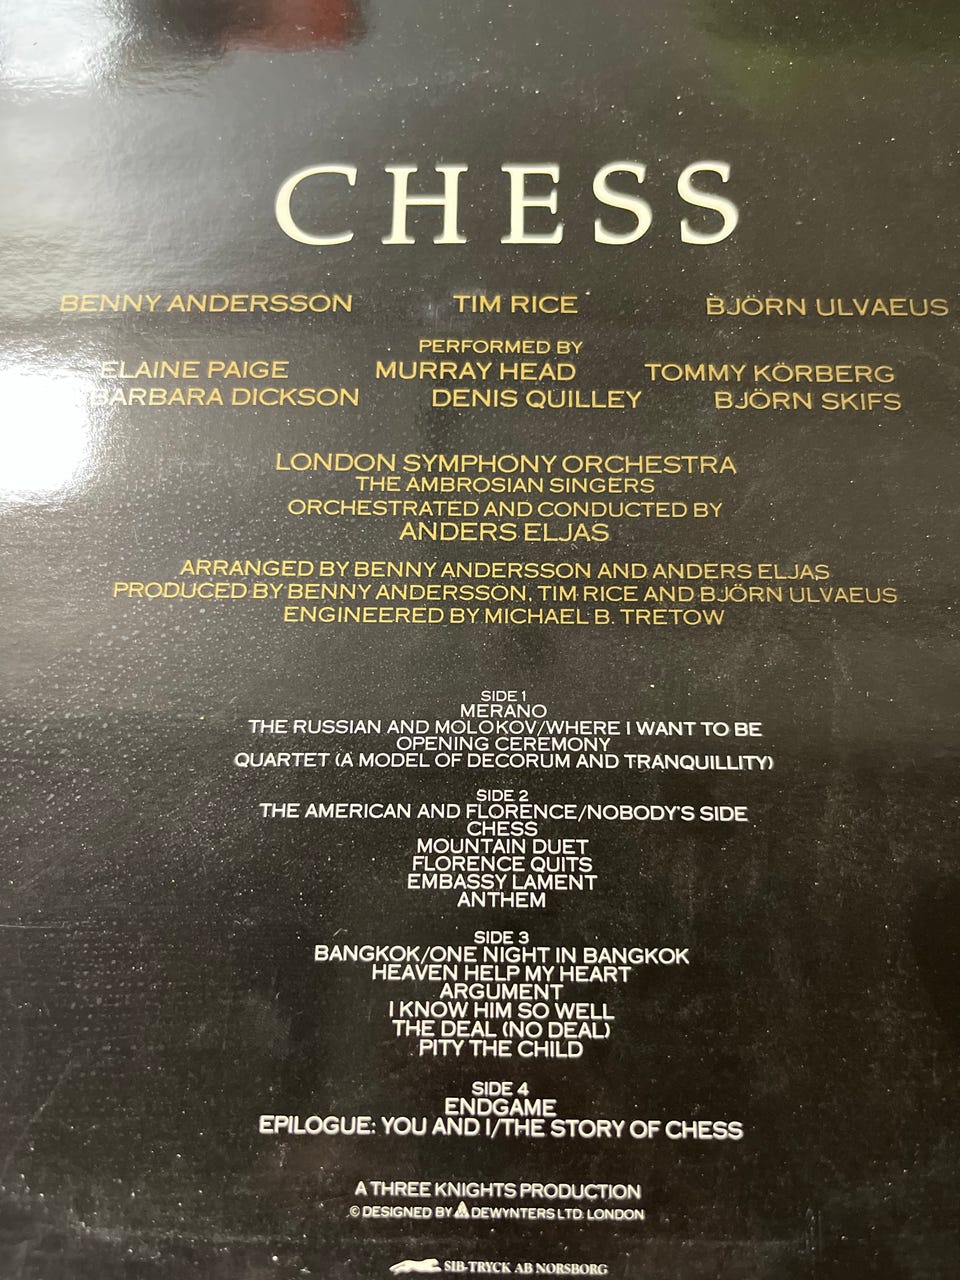 CHESS
BENNY ANDERSSON TIM RICE BJÖRN ULVAEUS
PERFORMED BY
ELAINE PAIGE MURRAY HEAD TOMMY KÖRBERG
BARBARA DICKSON DENIS QUILLEY BJÖRN SKIFS
LONDON SYMPHONY ORCHESTRA
THE AMBROSIAN SINGERS
ORCHESTRATED AND CONDUCTED BY
ANDERS ELJAS
ARRANGED BY BENNY ANDERSSON AND ANDERS ELJAS
PRODUCED BY BENNY ANDERSSON, TIM RICE AND BJÖRN ULVAEUS
ENGINEERED BY MICHAEL B. TRETOW
SIDE 1
MERANO
THE RUSSIAN AND MOLOKOV/WHERE I WANT TO BE
OPENING CEREMONY
QUARTET (A MODEL OF DECORUM AND TRANQUILLITY)
SIDE 2
THE AMERICAN AND FLORENCE/NOBODY'S SIDE
CHESS
MOUNTAIN DUET
FLORENCE QUITS
EMBASSY LAMENT
ANTHEM
SIDE 3
BANGKOK/ONE NIGHT IN BANGKOK
HEAVEN HELP MY HEART
ARGUMENT
I KNOW HIM SO WELL
THE DEAL (NO DEAL)
PITY THE CHILD
SIDE 4
ENDGAME
EPILOGUE: YOU AND I/THE STORY OF CHESS
A THREE KNIGHTS PRODUCTION
© DESIGNED BY DEWYNTERS LTD. LONDON
SIB-TRYCK AB NORSBORG